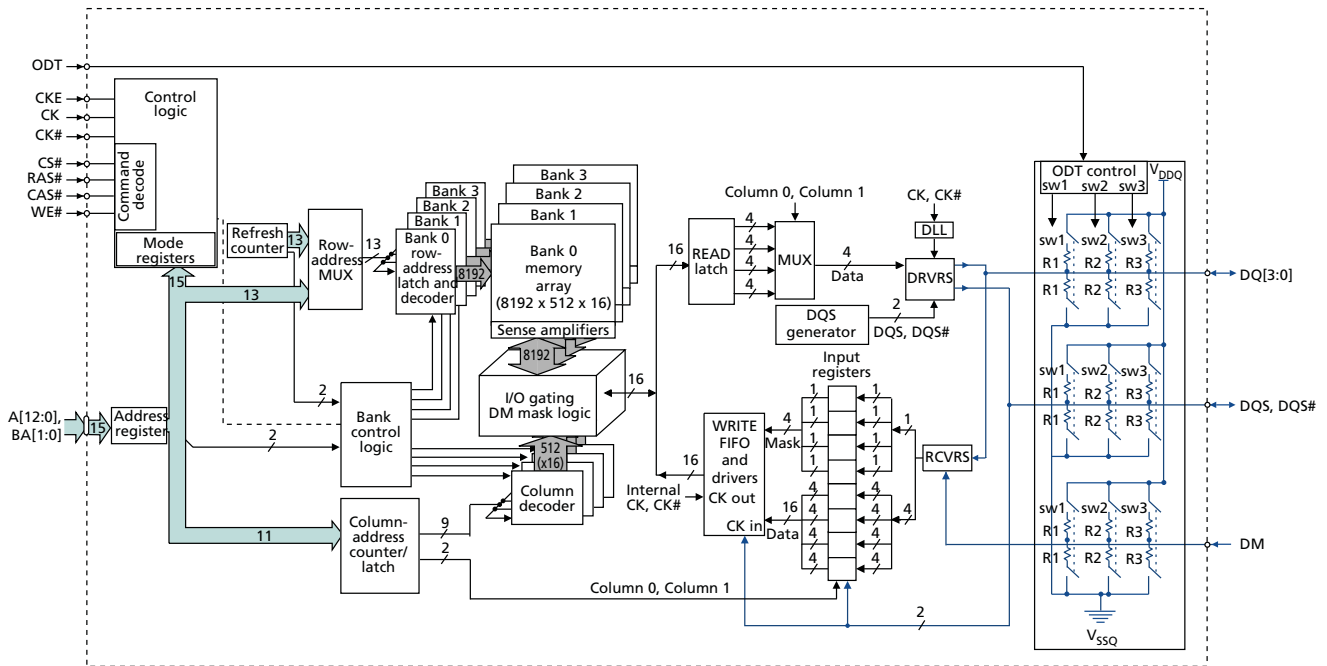 ODT
CKE
CK
CK#
CS#
RAS#
CAS#
WE#
Control
logic
Command
decode
Mode
registers
Refresh
counter
13
Row-
address
MUX
13
15
13
Bank 3
Bank 2
Bank 1
Bank 0
row-
address
latch and
decoder
8192
Bank 3
Bank 2
Bank 1
Bank 0
memory
array
(8192 x 512 x 16)
Sense amplifiers
8192
I/O gating
DM mask logic
16
16
READ
latch
4
4
4
4
Column 0, Column 1
MUX
4
Data
CK, CK#
DLL
DRVRS
DQS
generator
2
DQS, DQS#
ODT control
sw1 sw2 sw3
VDDQ
sw1 sw2 sw3
R1 R2 R3
R1 R2 R3
DQ[3:0]
sw1 sw2 sw3
R1 R2 R3
R1 R2 R3
DQS, DQS#
sw1 sw2 sw3
R1 R2 R3
R1 R2 R3
DM
VSSQ
A[12:0],
BA[1:0]
15
Address
register
2
2
Bank
control
logic
512
(x16)
Column
decoder
11
Column-
address
counter/
latch
9
2
Column 0, Column 1
16
Internal
CK, CK#
WRITE
FIFO
and
drivers
CK out
CK in
4
Mask
16
Data
Input
registers
1
1
1
1
1
1
1
1
4
4
4
4
4
4
4
4
1
4
RCVRS
2